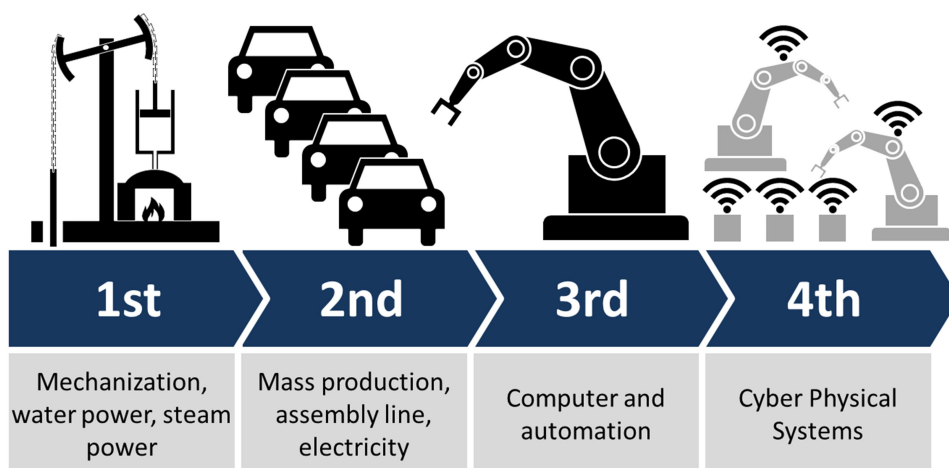 1st
2nd
3rd
4th
Mechanization,
water power, steam
power
Mass production,
assembly line,
electricity
Computer and
automation
Cyber Physical
Systems